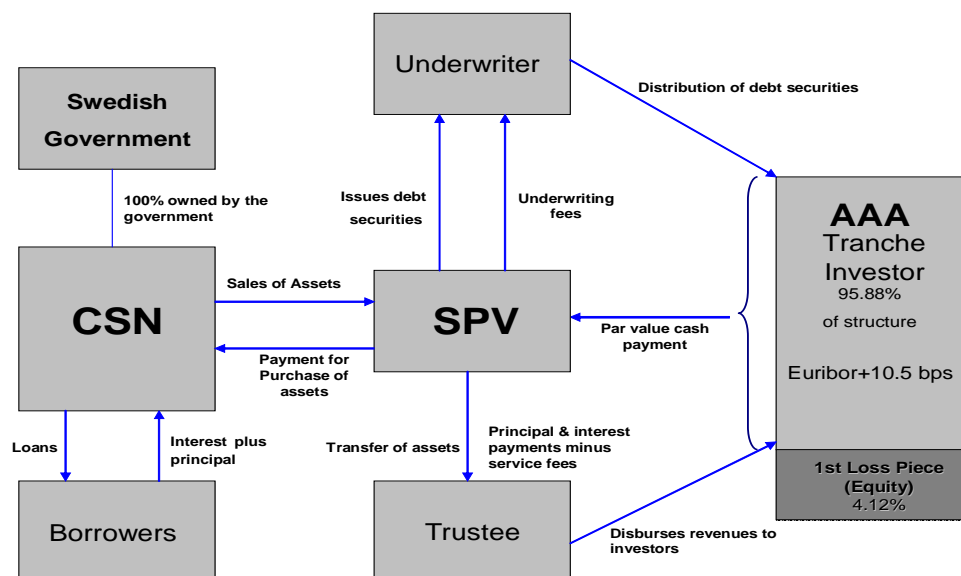 Underwriter
Distribution of debt securities
Swedish
Government
100% owned by the
government
Issues debt
securities
Underwriting
fees
AAA
Tranche
Investor
95.88%
of structure
Euribor+10.5 bps
CSN
Sales of Assets
SPV
Par value cash
payment
Payment for
Purchase of
assets
Loans
Interest plus
principal
Transfer of assets
Principal & interest
payments minus
service fees
1st Loss Piece
(Equity)
4.12%
Borrowers
Trustee
Disburses revenues to
investors